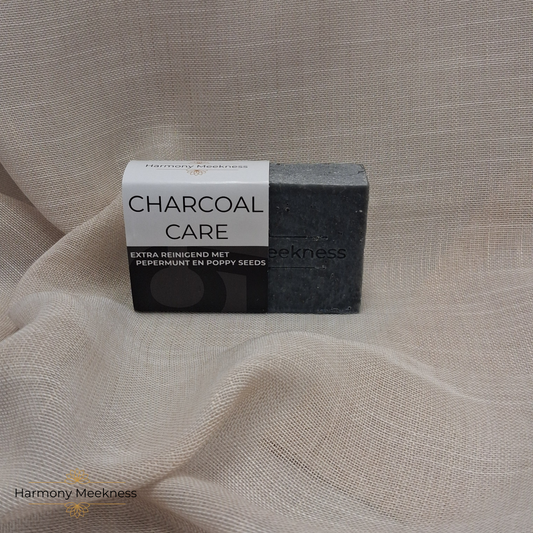 Harmony Meekness
CHARCOAL
CARE
EXTRA REINIGEND MET
PEPERMUNT EN POPPY SEEDS
eekness
Harmony Meekness